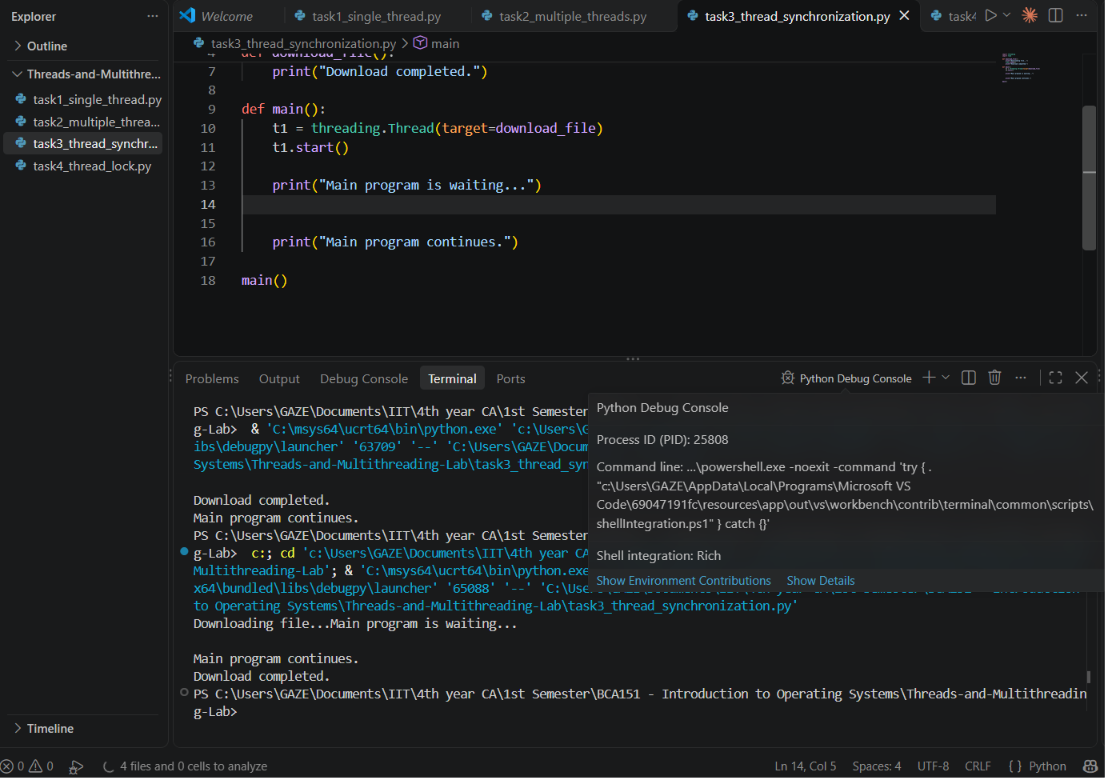 Explorer
Outline
Threads-and-Multithre...
task1_single_thread.py
task2_multiple_threa...
task3_thread_synchr...
task4_thread_lock.py
Timeline
Welcome
task1_single_thread.py
task2_multiple_threads.py
task3_thread_synchronization.py
task4
task3_thread_synchronization.py > main
def download_file():
7 print("Download completed.")
8
9 def main():
10 t1 = threading.Thread(target=download_file)
11 t1.start()
12
13 print("Main program is waiting...")
14
15
16 print("Main program continues.")
17
18 main()
Problems Output Debug Console Terminal Ports
Python Debug Console
PS C:\Users\GAZE\Documents\IIT\4th year CA\1st Semester
g-Lab> & 'C:\msys64\ucrt64\bin\python.exe' 'c:\Users\G
ibs\debugpy\launcher' '63709' '--' 'C:\Users\GAZE\Docum
Systems\Threads-and-Multithreading-Lab\task3_thread_syn
Download completed.
Main program continues.
PS C:\Users\GAZE\Documents\IIT\4th year CA\1st Semester
g-Lab> c:; cd 'c:\Users\GAZE\Documents\IIT\4th year CA
Multithreading-Lab'; & 'C:\msys64\ucrt64\bin\python.exe
x64\bundled\libs\debugpy\launcher' '65088' '--' 'C:
to Operating Systems\Threads-and-Multithreading-Lab\task3_thread_synchronization.py'
Downloading file...Main program is waiting...
Main program continues.
Download completed.
PS C:\Users\GAZE\Documents\IIT\4th year CA\1st Semester\BCA151 - Introduction to Operating Systems\Threads-and-Multithreadin
g-Lab>
Python Debug Console
Process ID (PID): 25808
Command line: ...\powershell.exe -noexit -command 'try { .
"c:\Users\GAZE\AppData\Local\Programs\Microsoft VS
Code\69047191fc\resources\app\out\vs\workbench\contrib\terminal\common\scripts\
shellIntegration.ps1" } catch {}'
Shell integration: Rich
Show Environment Contributions Show Details
0 0 4 files and 0 cells to analyze
Ln 14, Col 5 Spaces: 4 UTF-8 CRLF { } Python